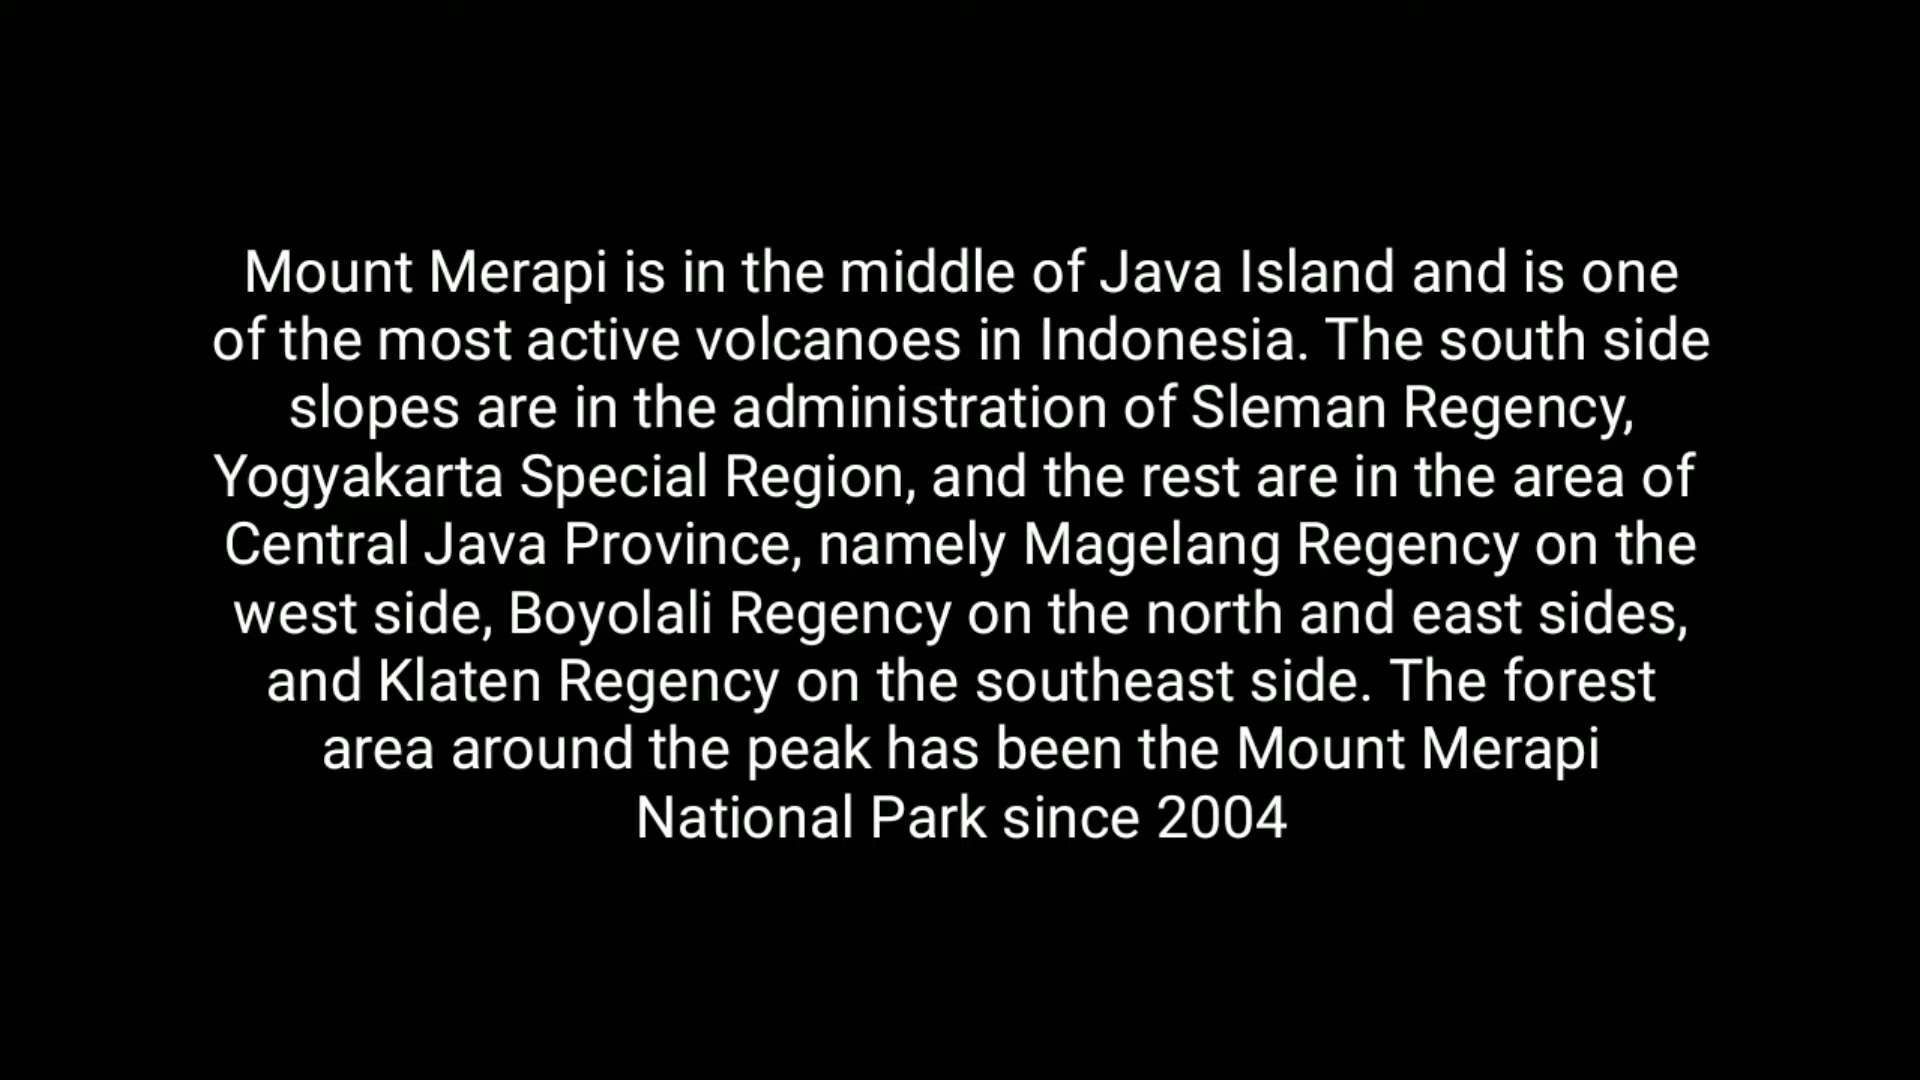 Mount Merapi is in the middle of Java Island and is one
of the most active volcanoes in Indonesia. The south side
slopes are in the administration of Sleman Regency,
Yogyakarta Special Region, and the rest are in the area of
Central Java Province, namely Magelang Regency on the
west side, Boyolali Regency on the north and east sides,
and Klaten Regency on the southeast side. The forest
area around the peak has been the Mount Merapi
National Park since 2004